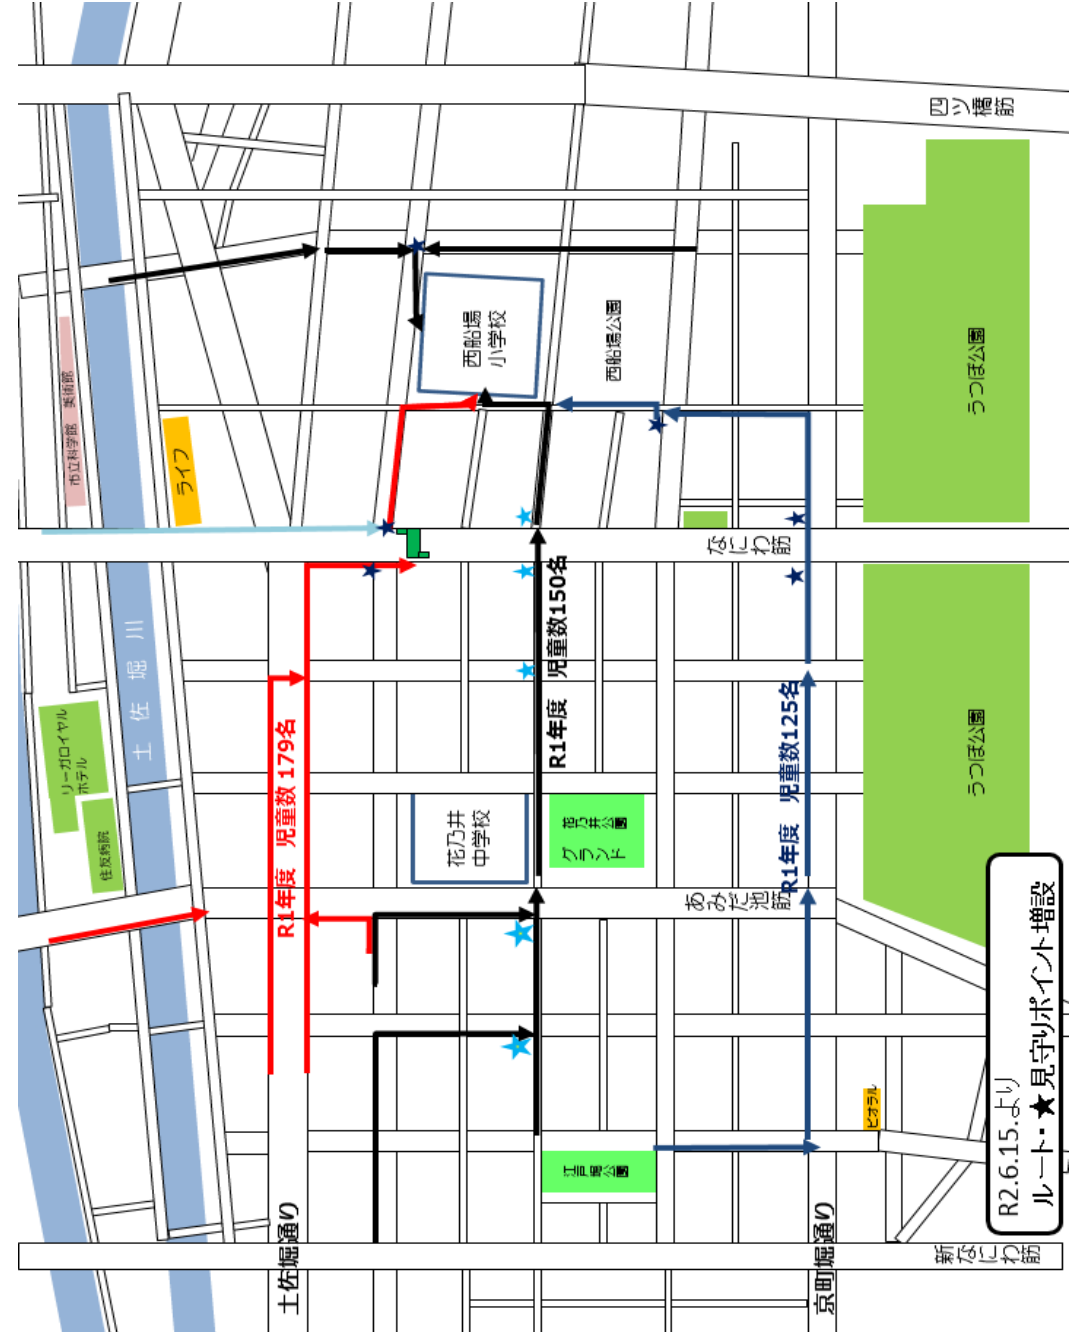 四ツ橋筋
市立科学館　美術館
ライフ
西船場
小学校
西船場公園
うつぼ公園
なにわ筋
土 佐 堀 川
リーガロイヤル
ホテル
住友病院
R1年度　児童数 179名
R1年度　児童数150名
R1年度　児童数125名
花乃井
中学校
花乃井公園
グランド
あみだ池筋
うつぼ公園
江戸堀公園
ビオラル
土佐堀通り
京町堀通り
新なにわ筋
R2.6.15.より
ルート・★見守りポイント増設